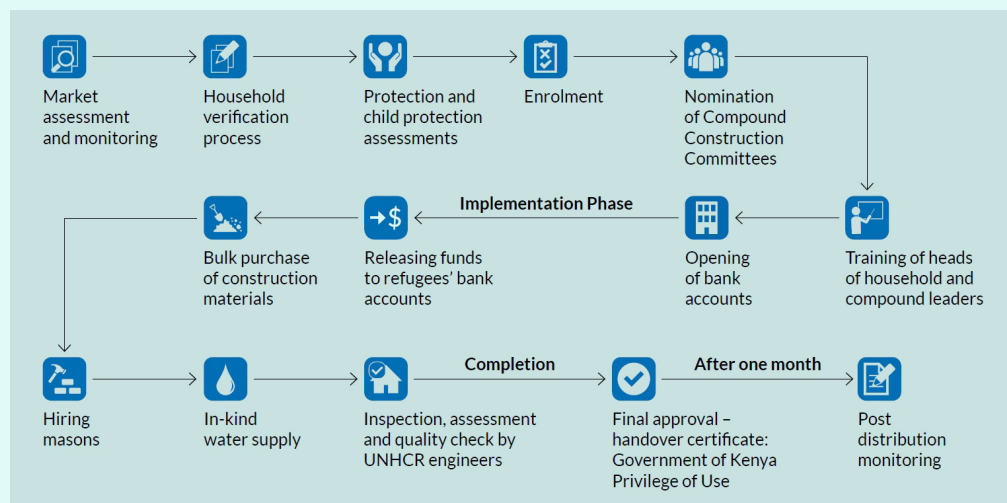 Market
assessment
and monitoring
Household
verification
process
Protection and
child protection
assessments
Enrolment
Nomination
of Compound
Construction
Committees
Training of heads
of household and
compound leaders
Opening
of bank
accounts
Implementation Phase
Releasing funds
to refugees’ bank
accounts
Bulk purchase
of construction
materials
Hiring
masons
In-kind
water supply
Inspection, assessment
and quality check by
UNHCR engineers
Completion
Final approval –
handover certificate:
Government of Kenya
Privilege of Use
After one month
Post
distribution
monitoring